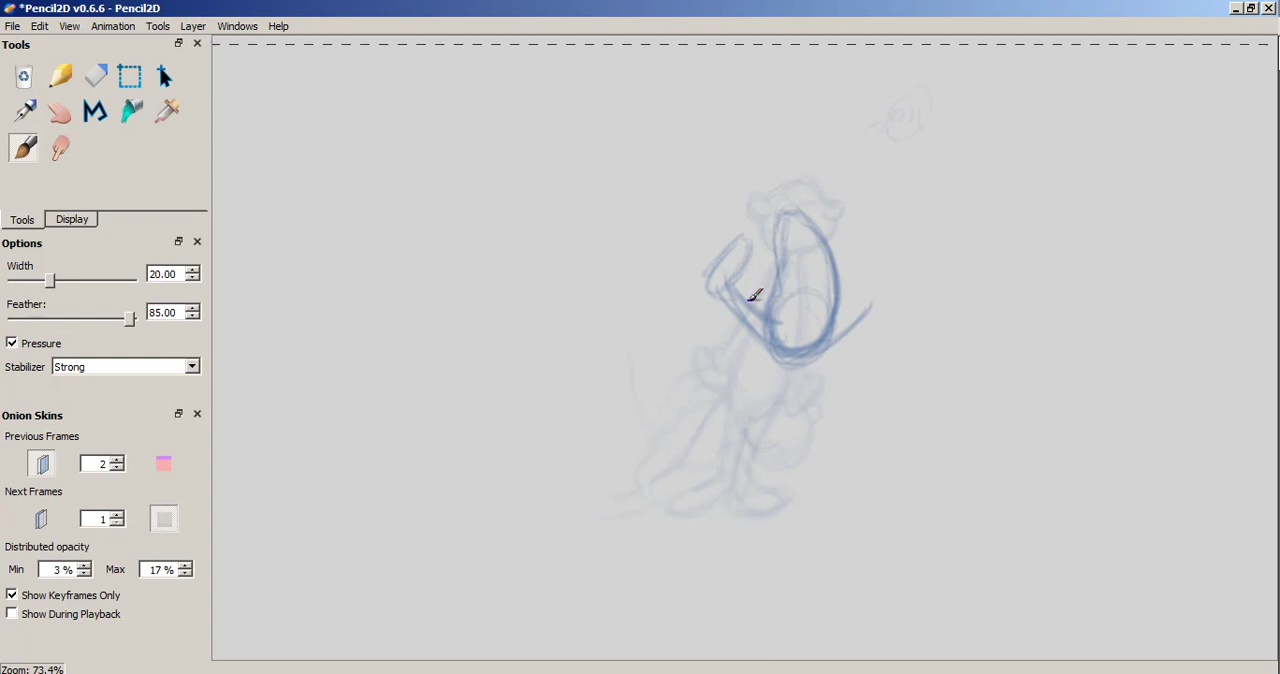 *Pencil2D v0.6.6 - Pencil2D
File Edit View Animation Tools Layer Windows Help
Tools
Tools Display
Options
Width
20.00
Feather:
85.00
Pressure
Stabilizer Strong
Onion Skins
Previous Frames
2
Next Frames
1
Distributed opacity
Min 3 % Max 17 %
Show Keyframes Only
Show During Playback
Zoom: 73.4%